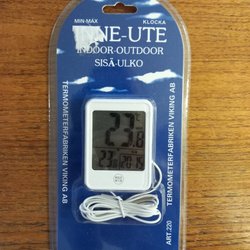 MIN-MAX KLOCKA
INNE-UTE
INDOOR-OUTDOOR
SISÄ-ULKO
TERMOMETERFABRIKEN VIKING AB
TERMOMETERFABRIKEN VIKING AB
ART.220